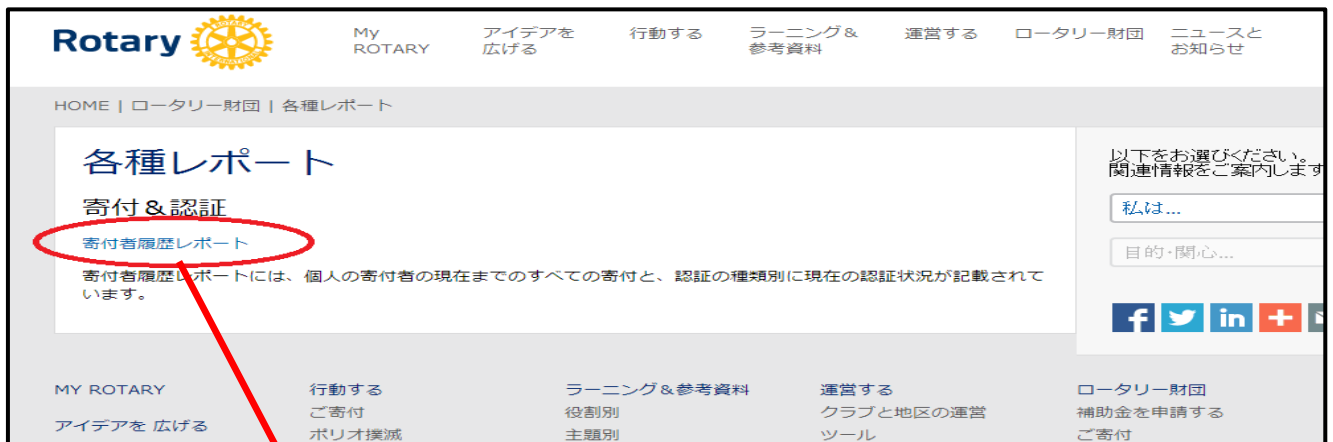 Rotary
My
ROTARY
アイデアを
広げる
行動する
ラーニング&
参考資料
運営する
ロータリー財団
ニュースと
お知らせ
HOME | ロータリー財団 | 各種レポート
各種レポート
寄付&認証
寄付者履歴レポート
寄付者履歴レポートには、個人の寄付者の現在までのすべての寄付と、認証の種類別に現在の認証状況が記載されて
います。
以下をお選びください。
関連情報をご案内します
私は...
目的・関心...
f
in
MY ROTARY
アイデアを 広げる
行動する
ご寄付
ポリオ撲滅
ラーニング&参考資料
役割別
主題別
運営する
クラブと地区の運営
ツール
ロータリー財団
補助金を申請する
ご寄付